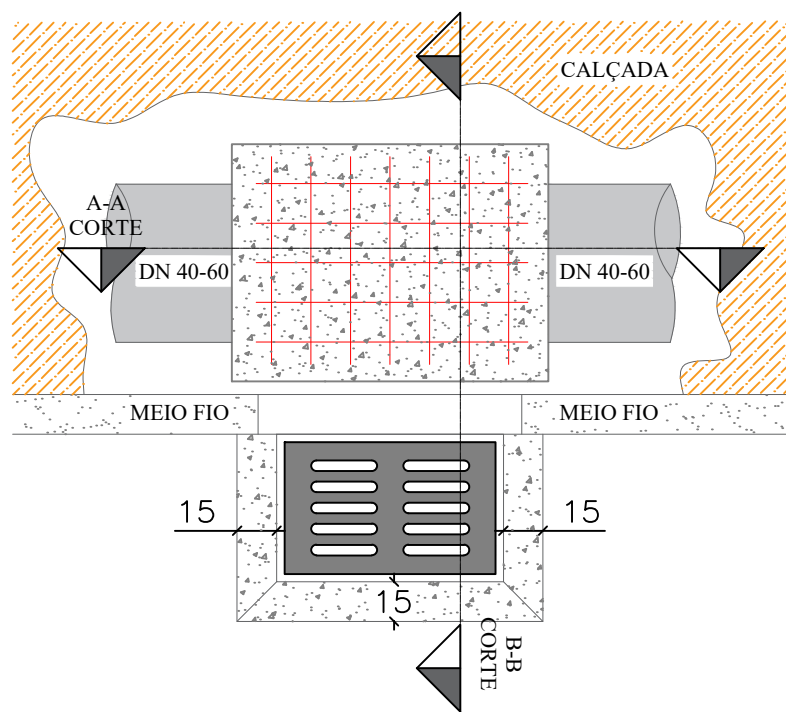 CALÇADA
A-A
CORTE
DN 40-60
DN 40-60
MEIO FIO
MEIO FIO
15
15
15
B-B
CORTE